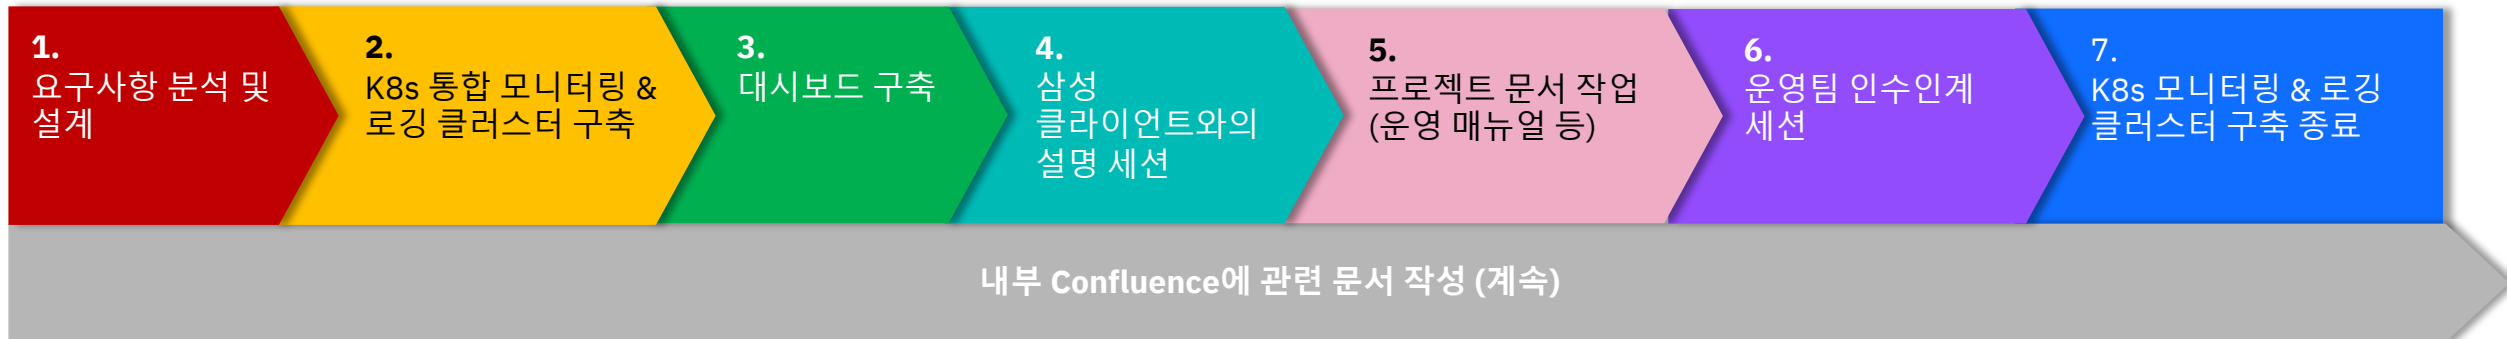 1.
요구사항 분석 및
설계
2.
K8s 통합 모니터링 &
로깅 클러스터 구축
3.
대시보드 구축
4.
삼성
클라이언트와의
설명 세션
5.
프로젝트 문서 작업
(운영 매뉴얼 등)
6.
운영팀 인수인계
세션
7.
K8s 모니터링 & 로깅
클러스터 구축 종료
내부 Confluence에 관련 문서 작성 (계속)